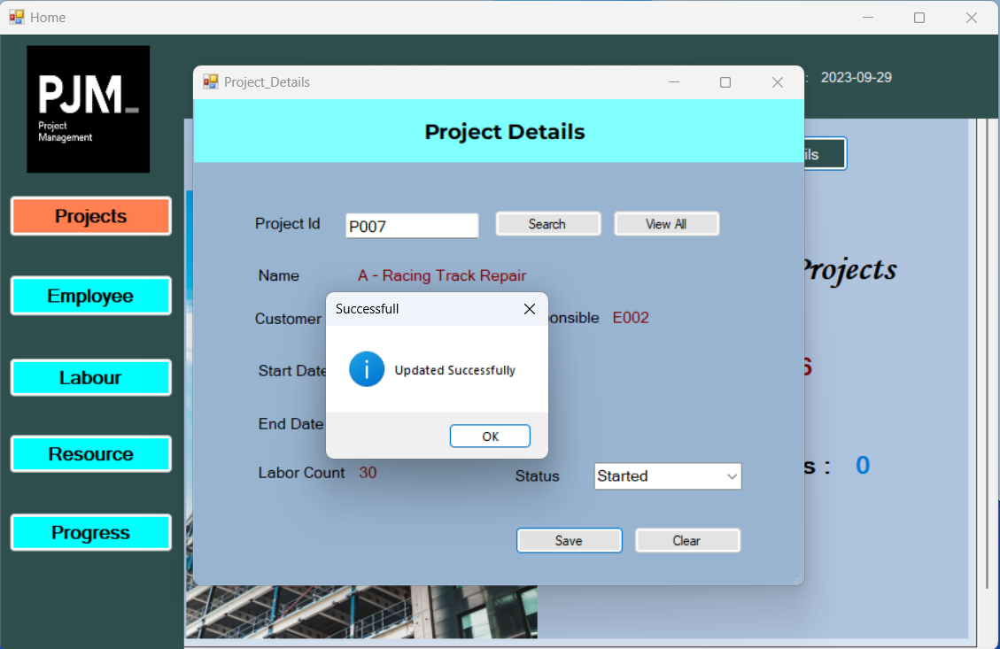 Home
PJM_
Project
Management
Project_Details
: 2023-09-29
Project Details
ils
Projects
Project Id P007 Search View All
Employee
Name A - Racing Track Repair
Projects
Successfull
Customer onsible E002
Updated Successfully
Labour
Start Date
6
End Date
OK
Resource
Labor Count 30 Status Started
s : 0
Progress
Save Clear